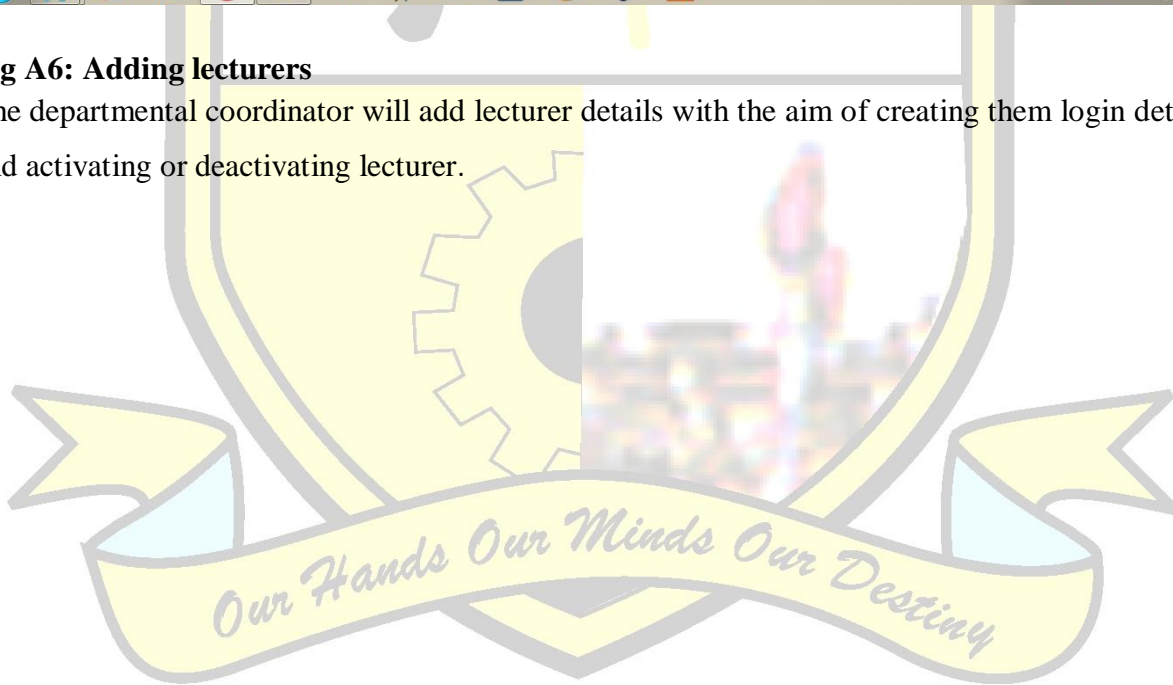 g A6: Adding lecturers
ne departmental coordinator will add lecturer details with the aim of creating them login det
d activating or deactivating lecturer.
Our Hands Our Minds Our Destiny